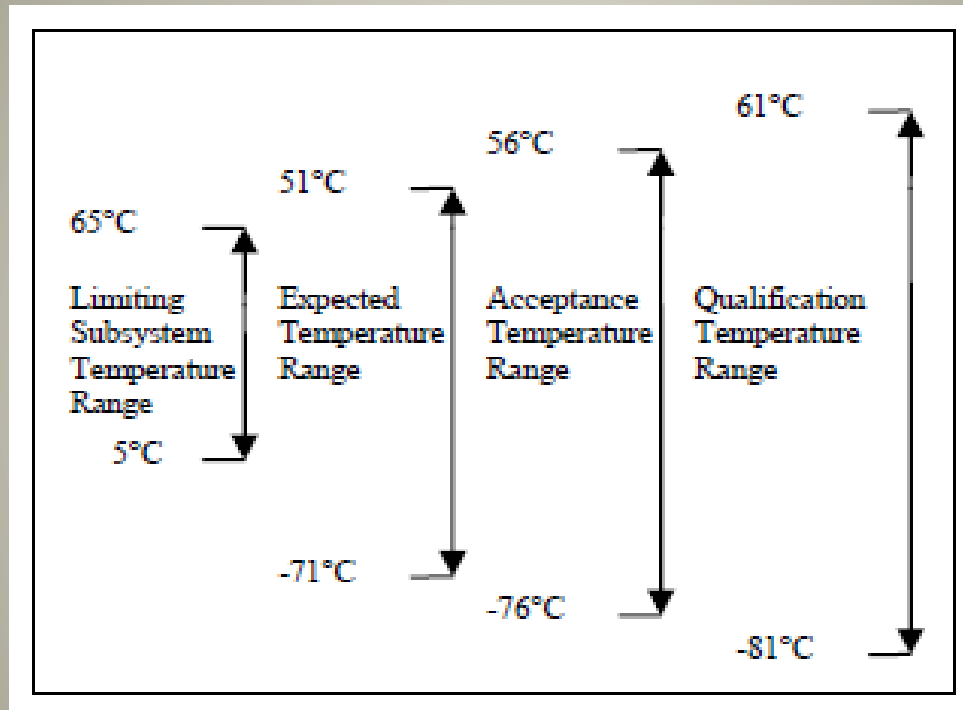 65°C
Limiting
Subsystem
Temperature
Range
5°C
51°C
Expected
Temperature
Range
-71°C
56°C
Acceptance
Temperature
Range
-76°C
61°C
Qualification
Temperature
Range
-81°C